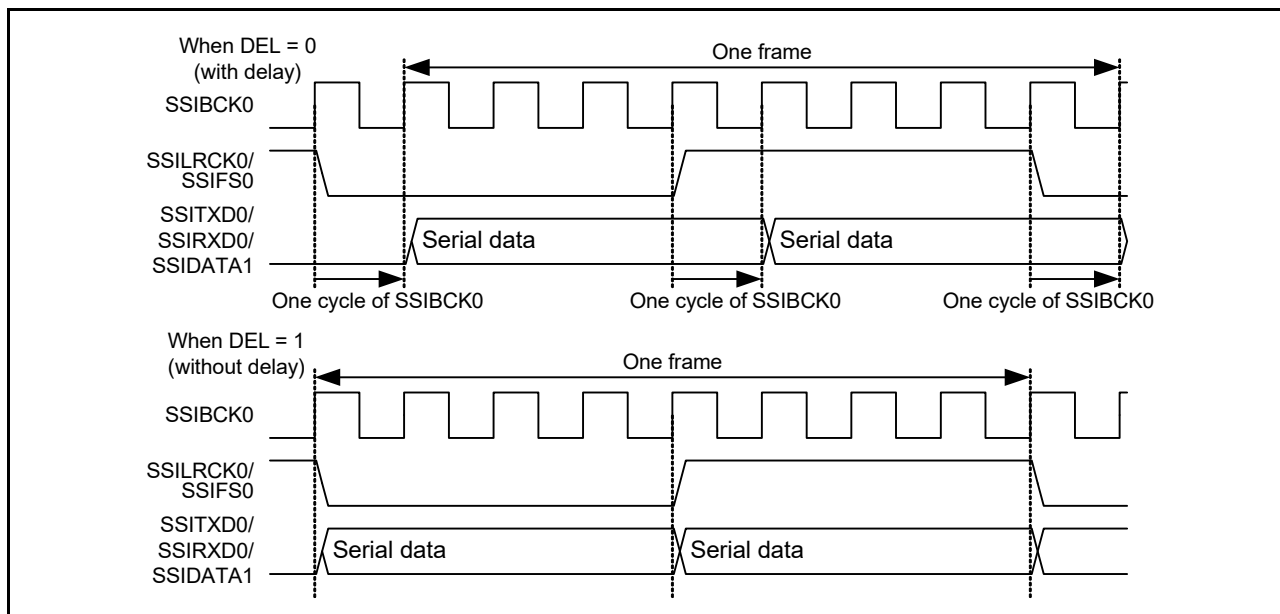 When DEL = 0
(with delay)
One frame
SSIBCK0
SSILRCK0/
SSIFS0
SSITXD0/
SSIRXD0/
SSIDATA1
Serial data
Serial data
One cycle of SSIBCK0
One cycle of SSIBCK0
One cycle of SSIBCK0
When DEL = 1
(without delay)
One frame
SSIBCK0
SSILRCK0/
SSIFS0
SSITXD0/
SSIRXD0/
SSIDATA1
Serial data
Serial data